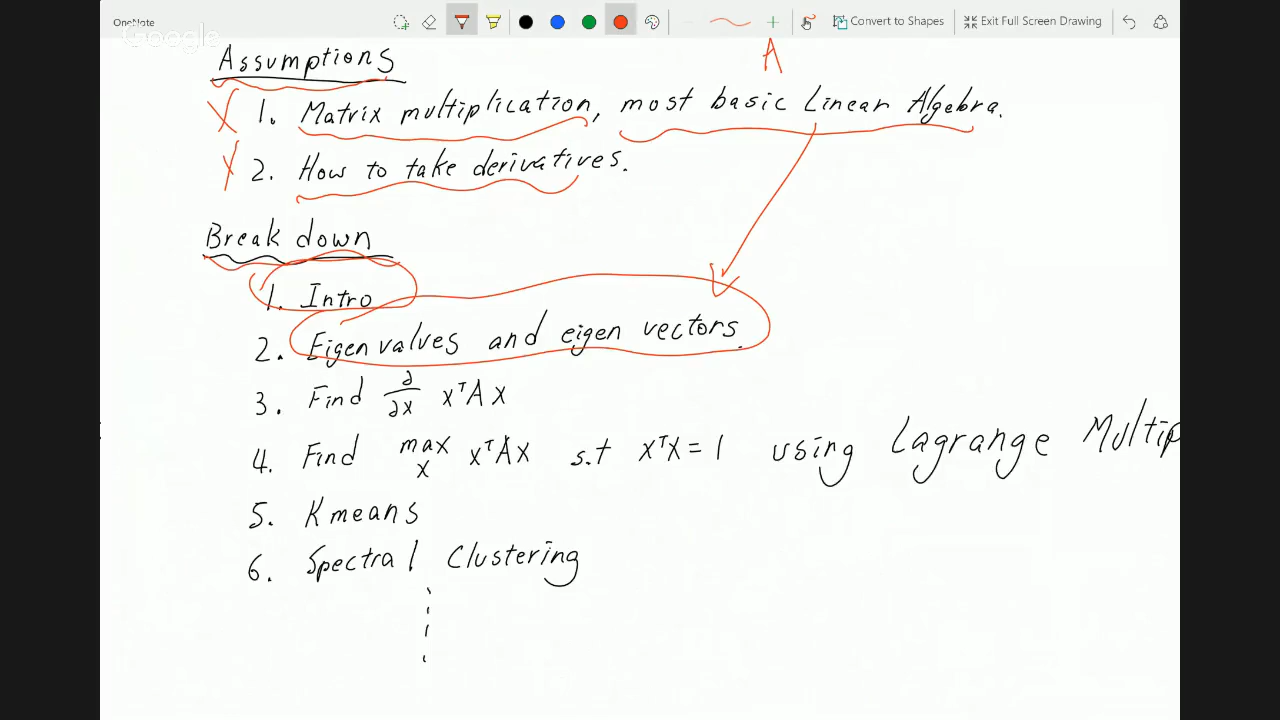 OneNote
Convert to Shapes
Exit Full Screen Drawing
Google
A
Assumptions
1. Matrix multiplication, most basic Linear Algebra.
2. How to take derivatives.
Break down
1. Intro
2. Eigenvalves and eigen vectors.
3. Find ∂/∂x xᵀAx
4. Find max x xᵀAx s.t xᵀx = 1 using Lagrange Multip
5. Kmeans
6. Spectral Clustering